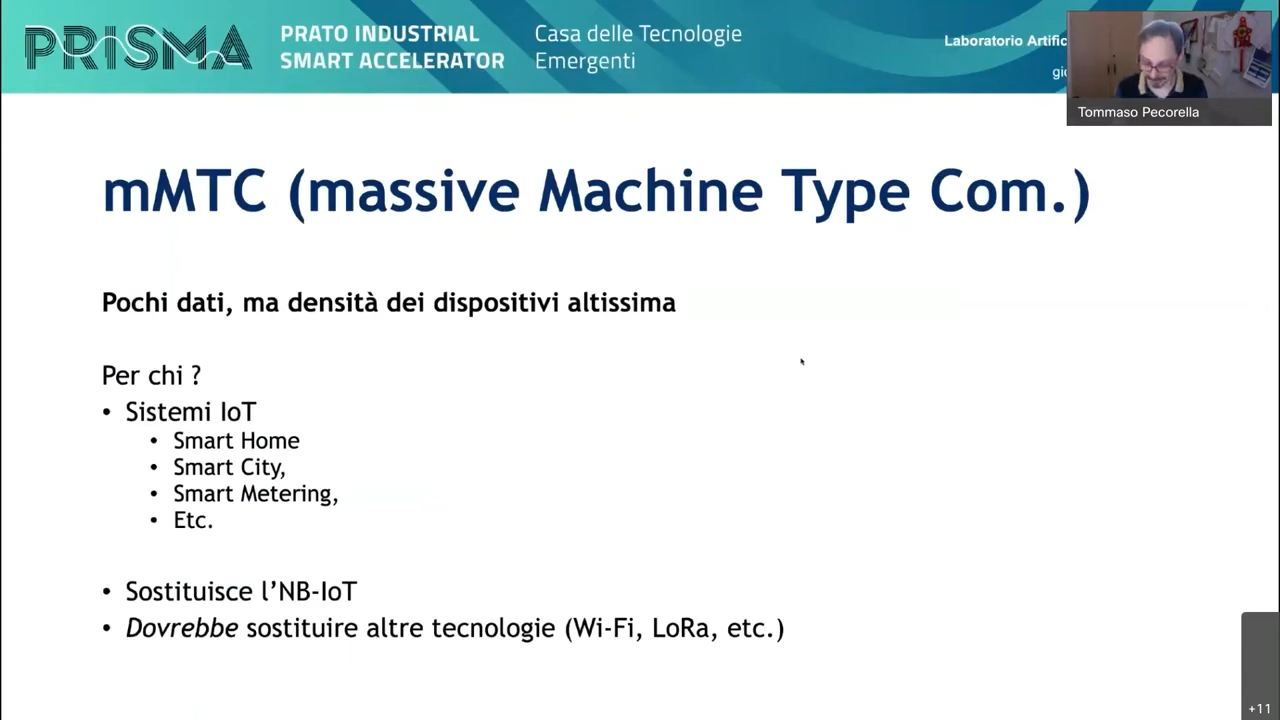 PRISMA
PRATO INDUSTRIAL
SMART ACCELERATOR
Casa delle Tecnologie
Emergenti
Laboratorio
Tommaso Pecorella
mMTC (massive Machine Type Com.)
Pochi dati, ma densità dei dispositivi altissima
Per chi ?
• Sistemi IoT
• Smart Home
• Smart City,
• Smart Metering,
• Etc.
• Sostituisce l’NB-IoT
• Dovrebbe sostituire altre tecnologie (Wi-Fi, LoRa, etc.)
+11